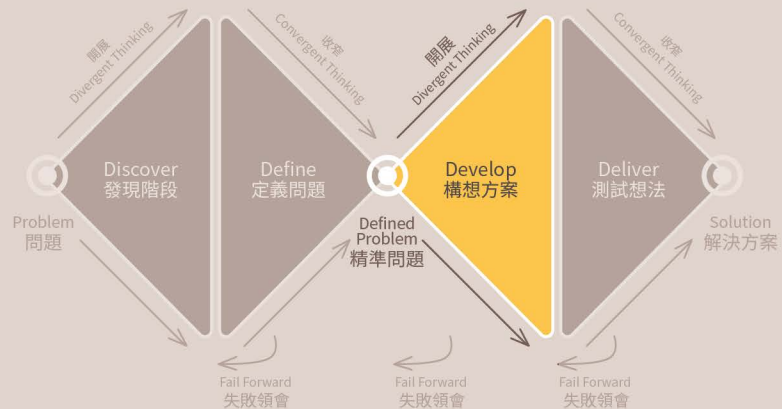 開展
Divergent Thinking
收窄
Convergent Thinking
開展
Divergent Thinking
收窄
Convergent Thinking
Discover
發現階段
Define
定義問題
Develop
構想方案
Deliver
測試想法
Problem
問題
Defined
Problem
精準問題
Solution
解決方案
Fail Forward
失敗領會
Fail Forward
失敗領會
Fail Forward
失敗領會